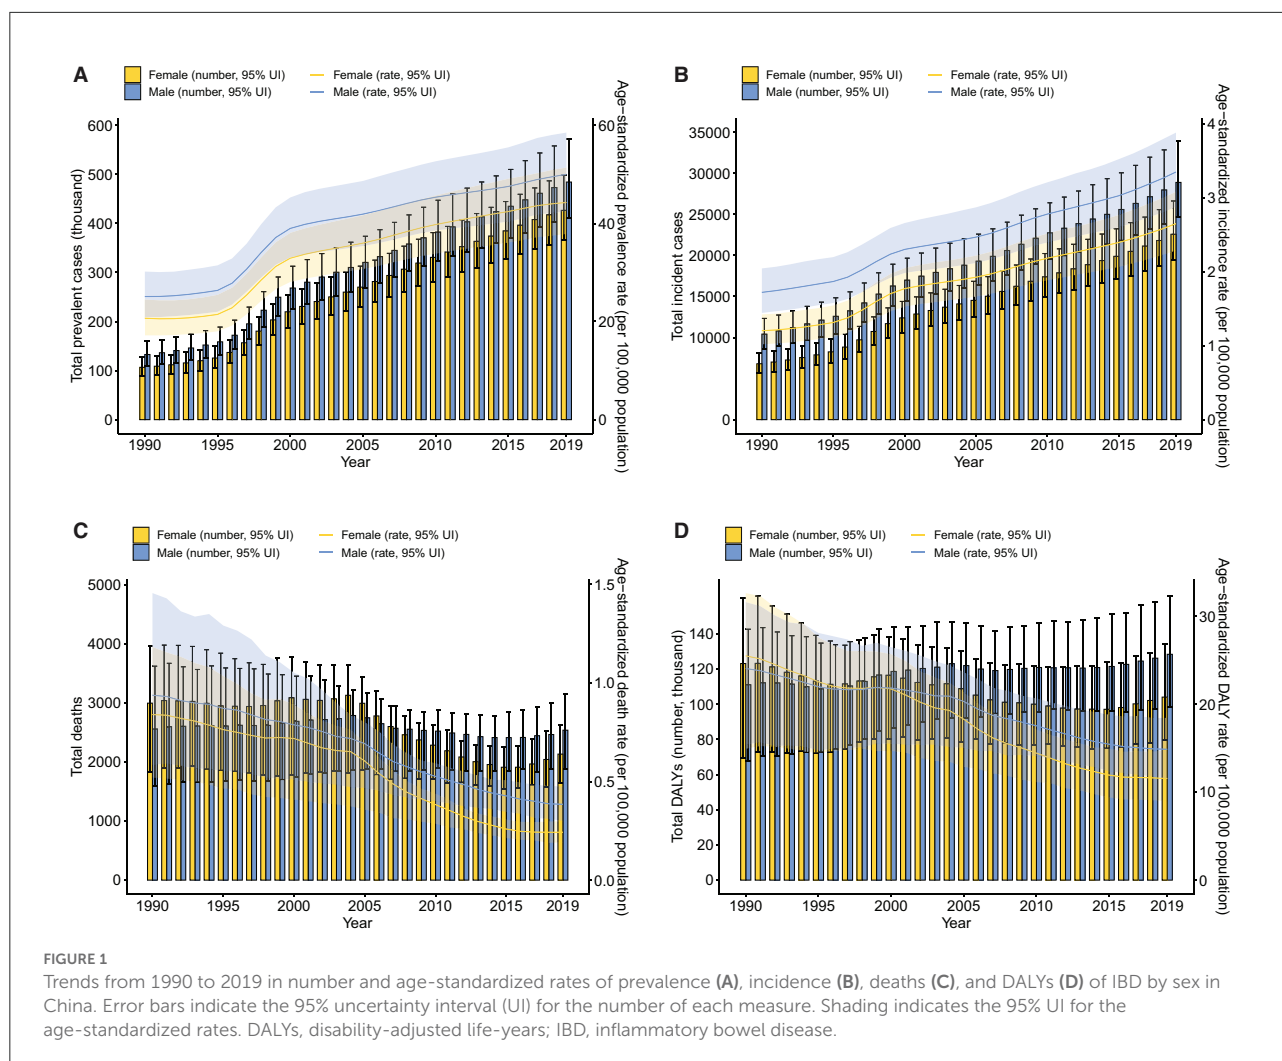 A
Female (number, 95% UI)
Female (rate, 95% UI)
Male (number, 95% UI)
Male (rate, 95% UI)
Total prevalent cases (thousand)
600
500
400
300
200
100
0
60
40
20
0
Age−standardized prevalence rate (per 100,000 population)
1990 1995 2000 2005 2010 2015 2019
Year
B
Female (number, 95% UI)
Female (rate, 95% UI)
Male (number, 95% UI)
Male (rate, 95% UI)
Total incident cases
35000
30000
25000
20000
15000
10000
0
4
3
2
1
0
Age−standardized incidence rate (per 100,000 population)
1990 1995 2000 2005 2010 2015 2019
Year
C
Female (number, 95% UI)
Female (rate, 95% UI)
Male (number, 95% UI)
Male (rate, 95% UI)
Total deaths
5000
4000
3000
2000
1000
0
1.5
1.0
0.5
0.0
Age−standardized death rate (per 100,000 population)
1990 1995 2000 2005 2010 2015 2019
Year
D
Female (number, 95% UI)
Female (rate, 95% UI)
Male (number, 95% UI)
Male (rate, 95% UI)
Total DALYs (number, thousand)
140
120
100
80
60
40
20
0
30
20
10
0
Age−standardized DALY rate (per 100,000 population)
1990 1995 2000 2005 2010 2015 2019
Year
FIGURE 1
Trends from 1990 to 2019 in number and age-standardized rates of prevalence (A), incidence (B), deaths (C), and DALYs (D) of IBD by sex in
China. Error bars indicate the 95% uncertainty interval (UI) for the number of each measure. Shading indicates the 95% UI for the
age-standardized rates. DALYs, disability-adjusted life-years; IBD, inflammatory bowel disease.